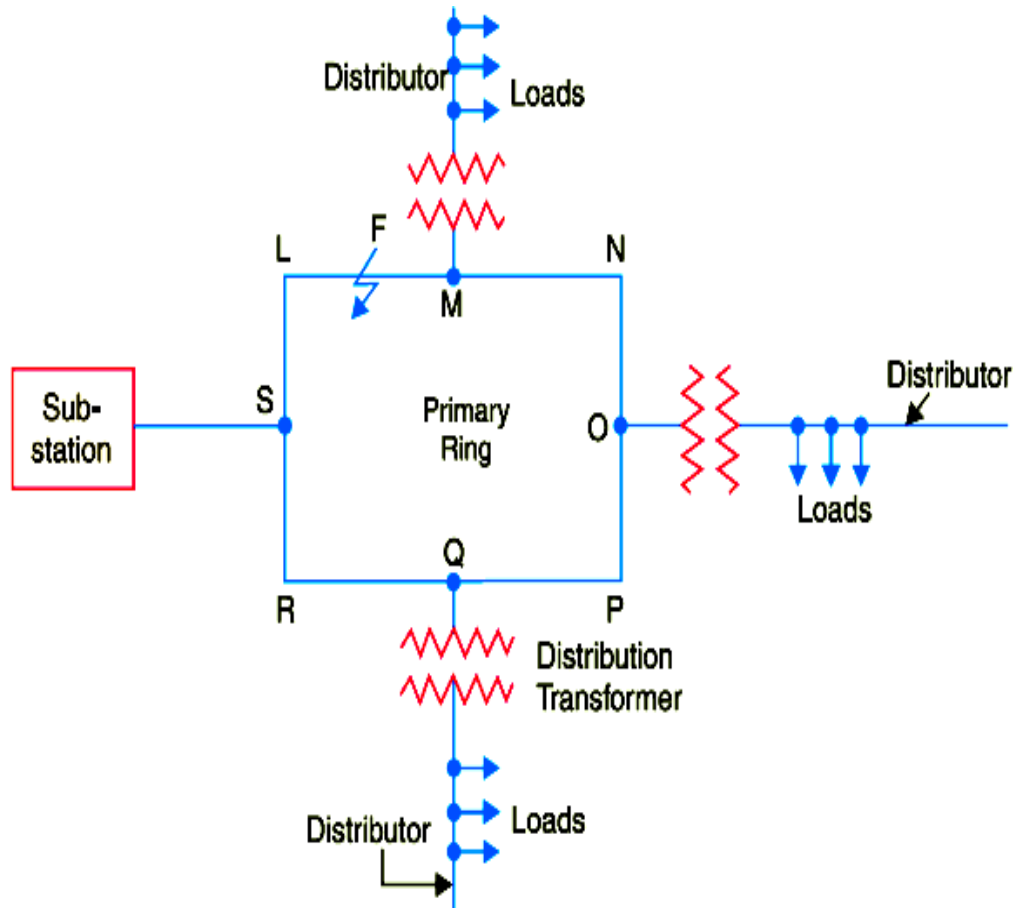 Distributor
Loads
F
L
N
M
Sub-
station
S
Primary
Ring
O
Distributor
Loads
Q
R
P
Distribution
Transformer
Loads
Distributor